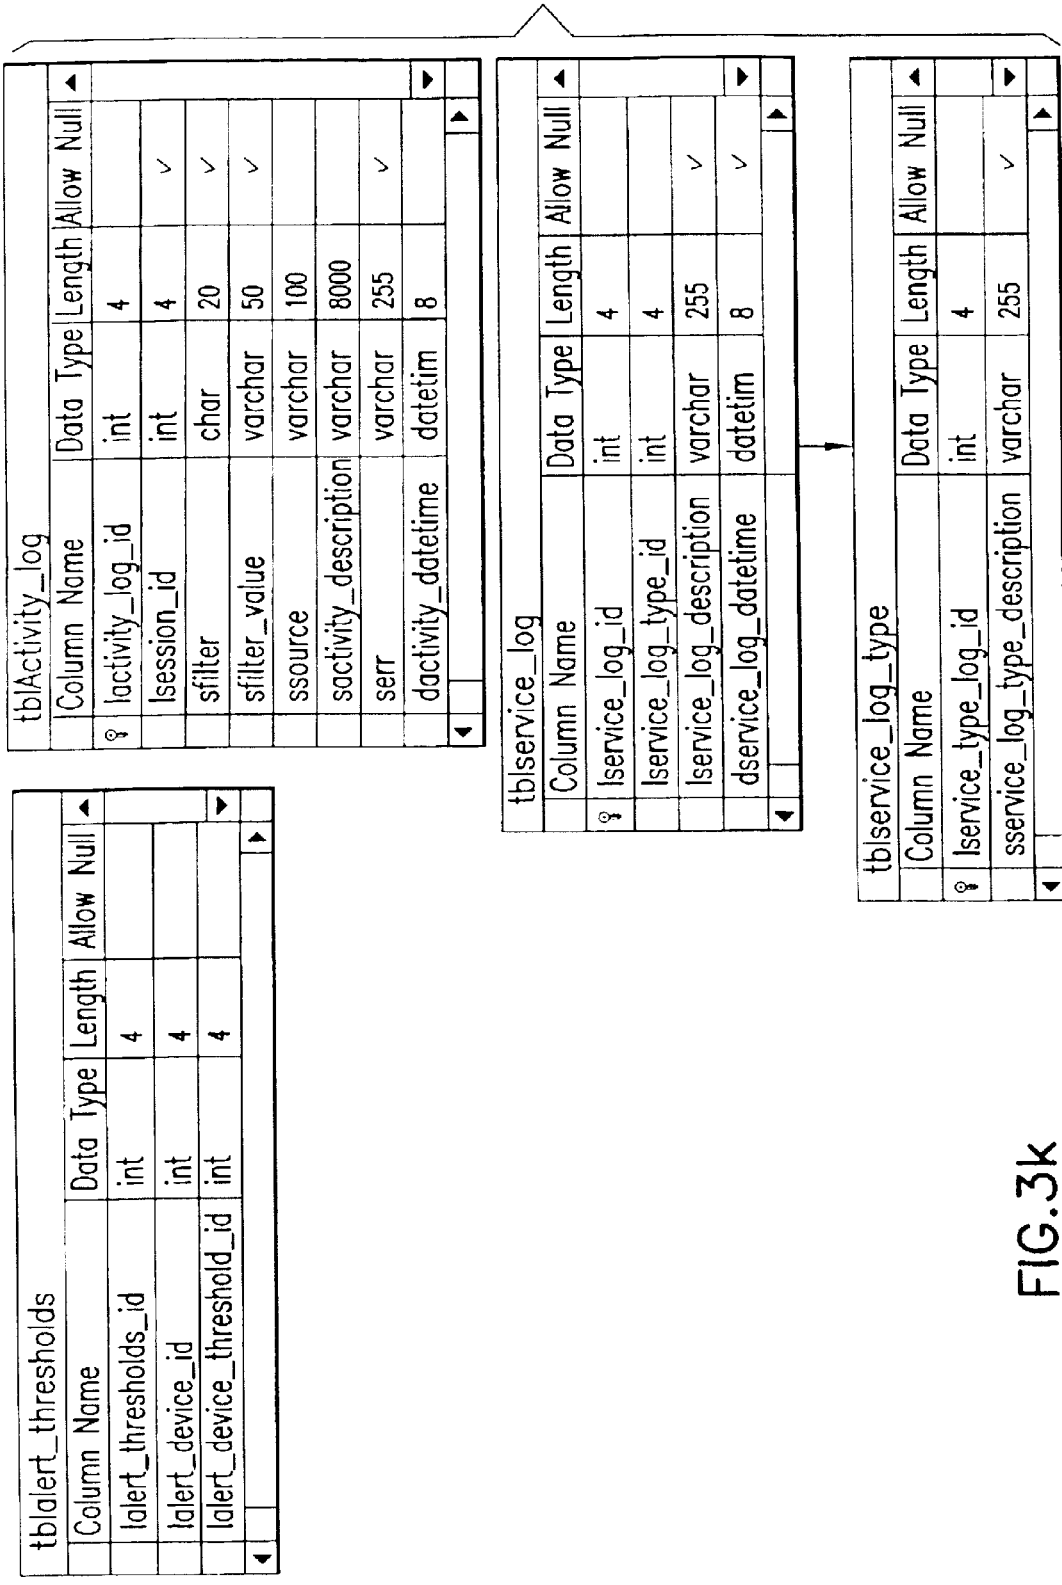 tblalert_thresholds
Column Name Data Type Length Allow Null
lalert_thresholds_id int 4
lalert_device_id int 4
lalert_device_threshold_id int 4
tblActivity_log
Column Name Data Type Length Allow Null
lactivity_log_id int 4
lsession_id int 4 ✓
sfilter char 20 ✓
sfilter_value varchar 50 ✓
ssource varchar 100
sactivity_description varchar 8000
serr varchar 255 ✓
dactivity_datetime datetim 8
tblservice_log
Column Name Data Type Length Allow Null
lservice_log_id int 4
lservice_log_type_id int 4
lservice_log_description varchar 255 ✓
dservice_log_datetime datetim 8 ✓
tblservice_log_type
Column Name Data Type Length Allow Null
lservice_type_log_id int 4
sservice_log_type_description varchar 255 ✓
FIG.3k